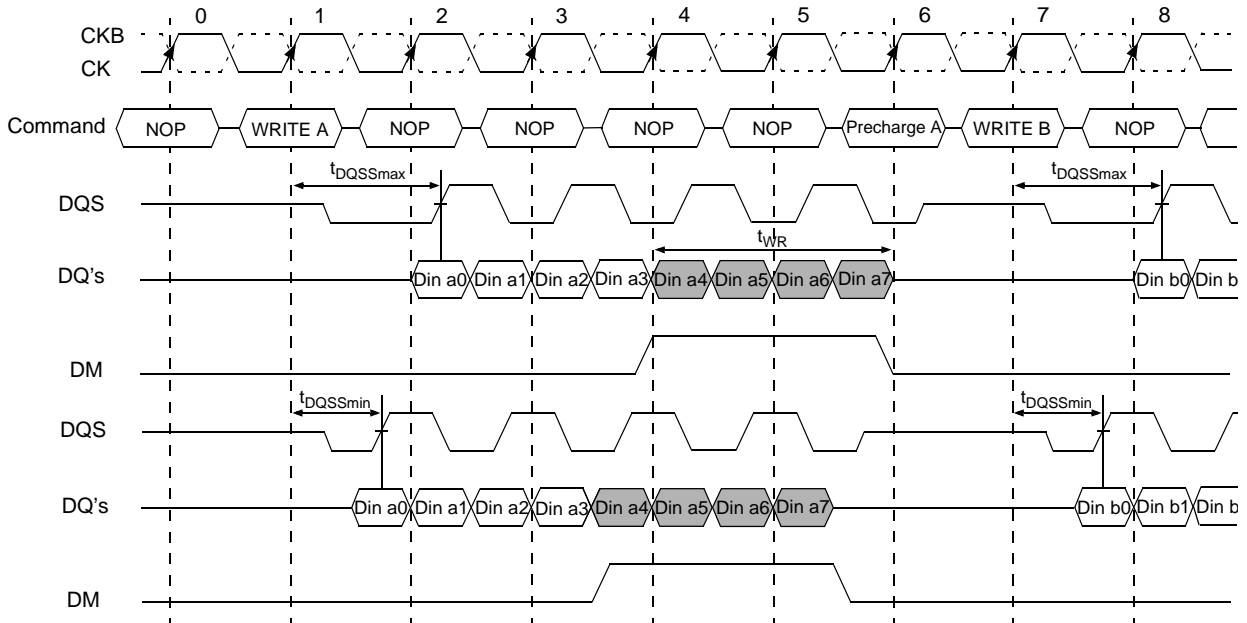 0 1 2 3 4 5 6 7 8
CKB
CK
Command NOP WRITE A NOP NOP NOP NOP Precharge A WRITE B NOP
tDQSSmax tDQSSmax
DQS
tWR
DQ's Din a0 Din a1 Din a2 Din a3 Din a4 Din a5 Din a6 Din a7 Din b0 Din b
DM
tDQSSmin tDQSSmin
DQS
DQ's Din a0 Din a1 Din a2 Din a3 Din a4 Din a5 Din a6 Din a7 Din b0 Din b1 Din b
DM